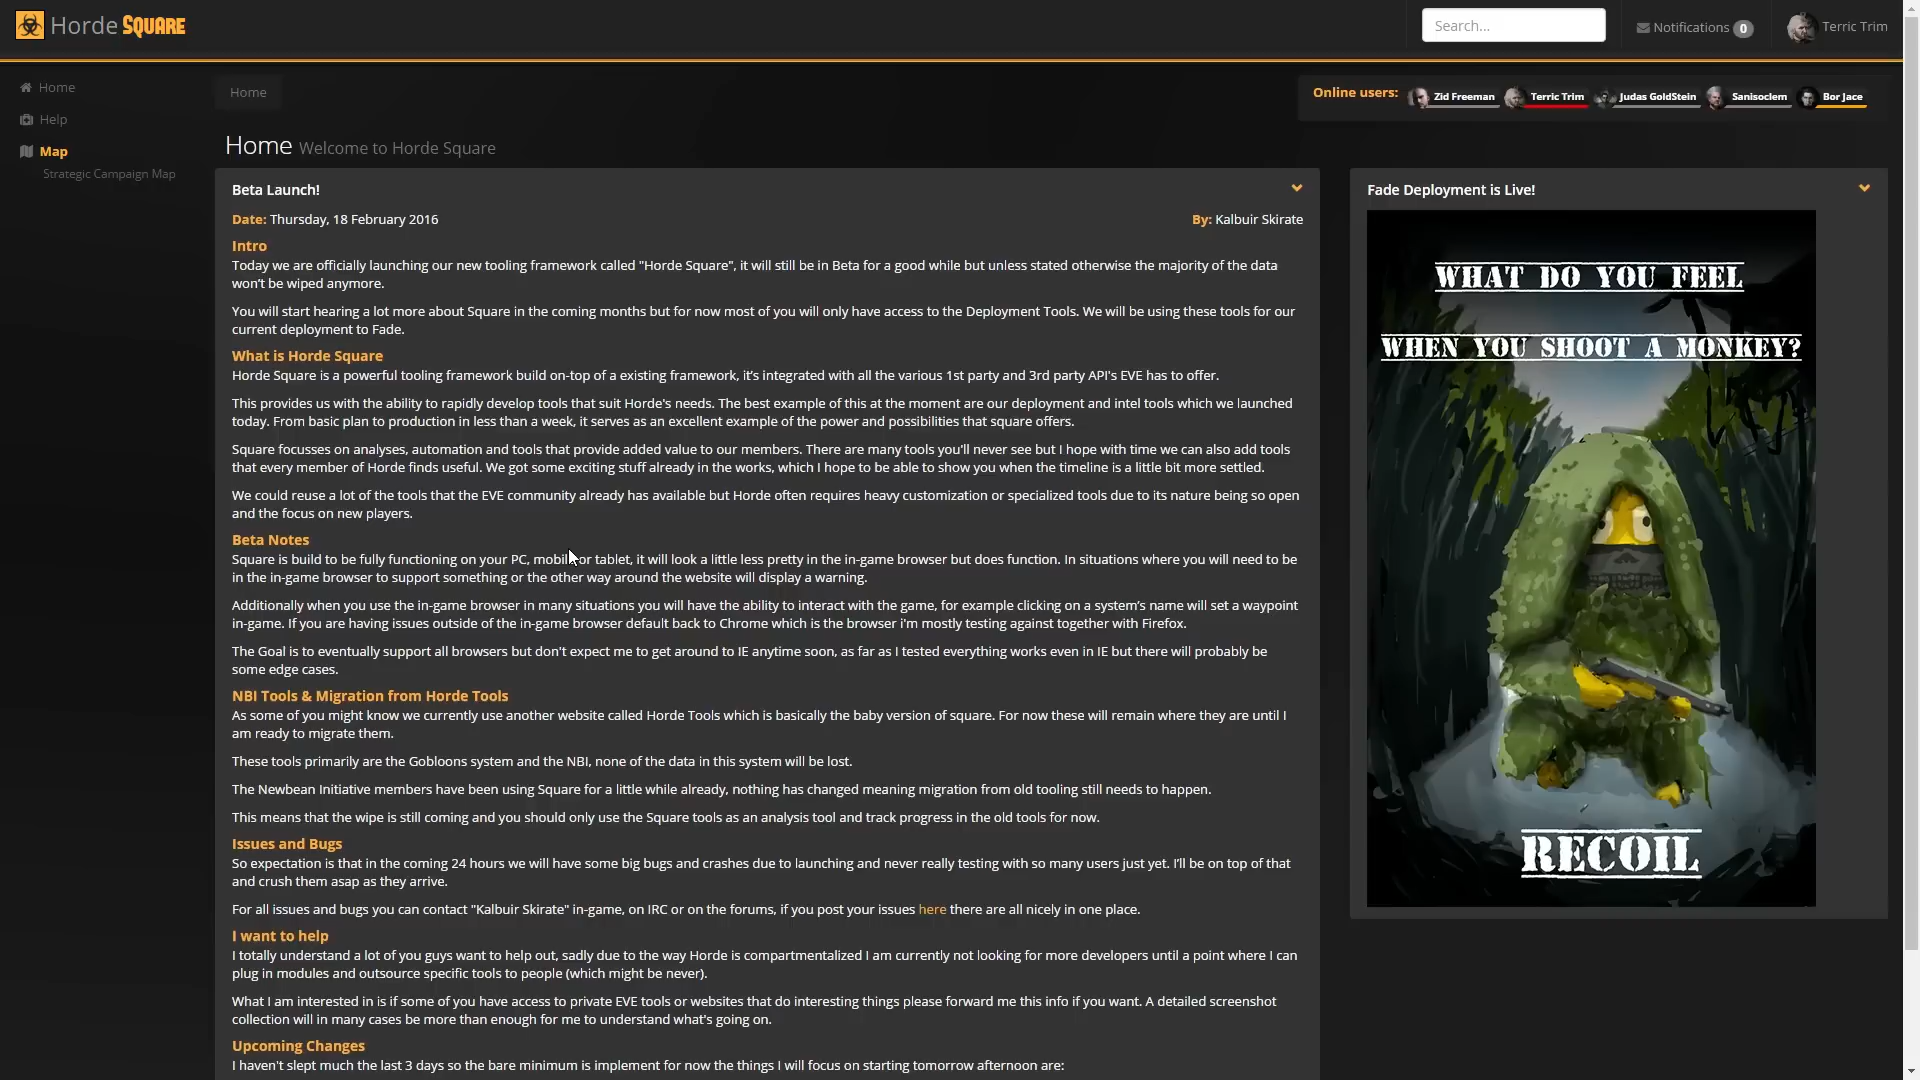 Horde SQUARE
Search...
Notifications 0
Terric Trim
Home
Help
Map
Strategic Campaign Map
Home
Online users: Zid Freeman Terric Trim Judas GoldStein Sanisoclem Bor Jace
Home Welcome to Horde Square
Beta Launch!
Date: Thursday, 18 February 2016
By: Kalbuir Skirate
Intro
Today we are officially launching our new tooling framework called "Horde Square", it will still be in Beta for a good while but unless stated otherwise the majority of the data
won't be wiped anymore.
You will start hearing a lot more about Square in the coming months but for now most of you will only have access to the Deployment Tools. We will be using these tools for our
current deployment to Fade.
What is Horde Square
Horde Square is a powerful tooling framework build on-top of a existing framework, it's integrated with all the various 1st party and 3rd party API's EVE has to offer.
This provides us with the ability to rapidly develop tools that suit Horde's needs. The best example of this at the moment are our deployment and intel tools which we launched
today. From basic plan to production in less than a week, it serves as an excellent example of the power and possibilities that square offers.
Square focusses on analyses, automation and tools that provide added value to our members. There are many tools you'll never see but I hope with time we can also add tools
that every member of Horde finds useful. We got some exciting stuff already in the works, which I hope to be able to show you when the timeline is a little bit more settled.
We could reuse a lot of the tools that the EVE community already has available but Horde often requires heavy customization or specialized tools due to its nature being so open
and the focus on new players.
Beta Notes
Square is build to be fully functioning on your PC, mobile or tablet, it will look a little less pretty in the in-game browser but does function. In situations where you will need to be
in the in-game browser to support something or the other way around the website will display a warning.
Additionally when you use the in-game browser in many situations you will have the ability to interact with the game, for example clicking on a system's name will set a waypoint
in-game. If you are having issues outside of the in-game browser default back to Chrome which is the browser i'm mostly testing against together with Firefox.
The Goal is to eventually support all browsers but don't expect me to get around to IE anytime soon, as far as I tested everything works even in IE but there will probably be
some edge cases.
NBI Tools & Migration from Horde Tools
As some of you might know we currently use another website called Horde Tools which is basically the baby version of square. For now these will remain where they are until I
am ready to migrate them.
These tools primarily are the Gobloons system and the NBI, none of the data in this system will be lost.
The Newbean Initiative members have been using Square for a little while already, nothing has changed meaning migration from old tooling still needs to happen.
This means that the wipe is still coming and you should only use the Square tools as an analysis tool and track progress in the old tools for now.
Issues and Bugs
So expectation is that in the coming 24 hours we will have some big bugs and crashes due to launching and never really testing with so many users just yet. I'll be on top of that
and crush them asap as they arrive.
For all issues and bugs you can contact "Kalbuir Skirate" in-game, on IRC or on the forums, if you post your issues here there are all nicely in one place.
I want to help
I totally understand a lot of you guys want to help out, sadly due to the way Horde is compartmentalized I am currently not looking for more developers until a point where I can
plug in modules and outsource specific tools to people (which might be never).
What I am interested in is if some of you have access to private EVE tools or websites that do interesting things please forward me this info if you want. A detailed screenshot
collection will in many cases be more than enough for me to understand what's going on.
Upcoming Changes
I haven't slept much the last 3 days so the bare minimum is implement for now the things I will focus on starting tomorrow afternoon are:
Fade Deployment is Live!
WHAT DO YOU FEEL
WHEN YOU SHOOT A MONKEY?
RECOIL